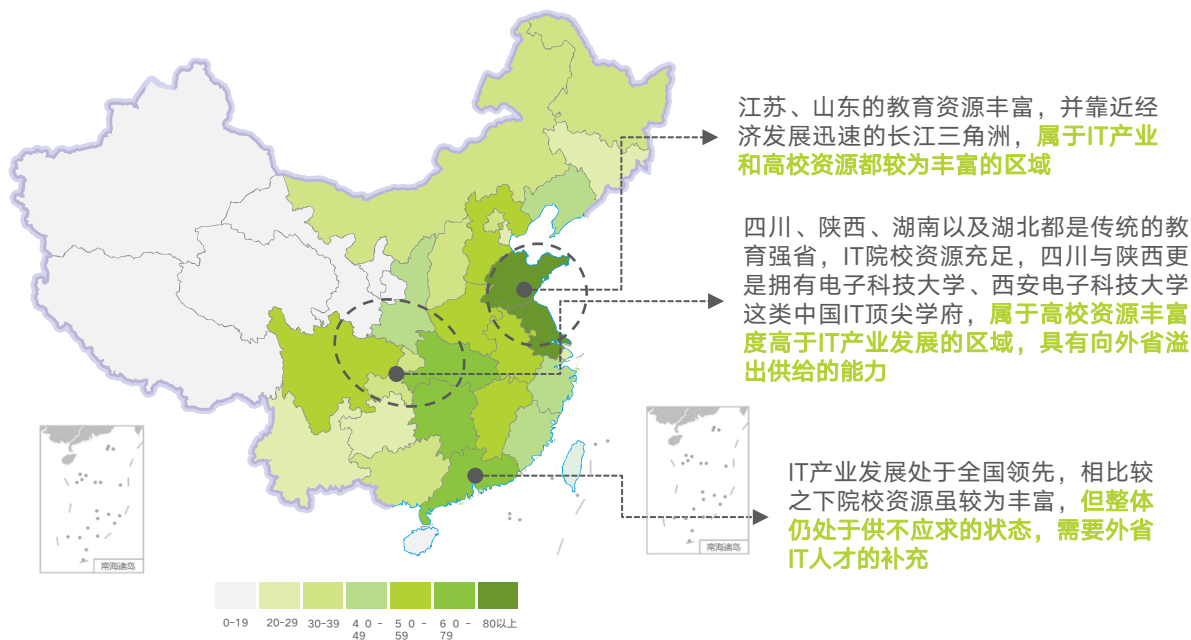 江苏、山东的教育资源丰富，并靠近经
济发展迅速的长江三角洲，属于IT产业
和高校资源都较为丰富的区域
四川、陕西、湖南以及湖北都是传统的教
育强省，IT院校资源充足，四川与陕西更
是拥有电子科技大学、西安电子科技大学
这类中国IT顶尖学府，属于高校资源丰富
度高于IT产业发展的区域，具有向外省溢
出供给的能力
IT产业发展处于全国领先，相比较
之下院校资源虽较为丰富，但整体
仍处于供不应求的状态，需要外省
IT人才的补充
南海诸岛
南海诸岛
0-19
20-29
30-39
40-
49
50-
59
60-
79
80以上